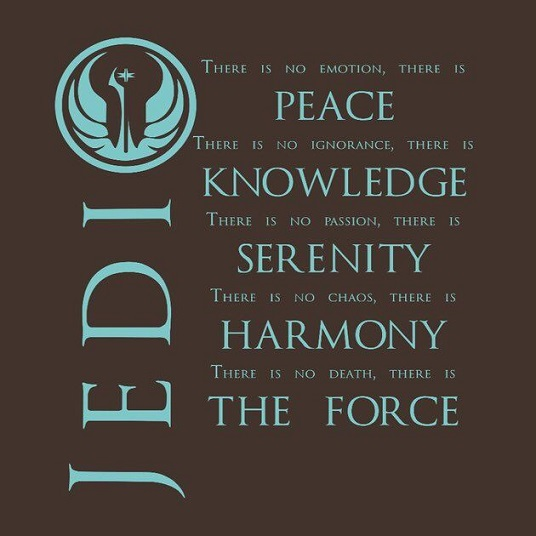 JEDI
There is no emotion, there is
PEACE
There is no ignorance, there is
KNOWLEDGE
There is no passion, there is
SERENITY
There is no chaos, there is
HARMONY
There is no death, there is
THE FORCE